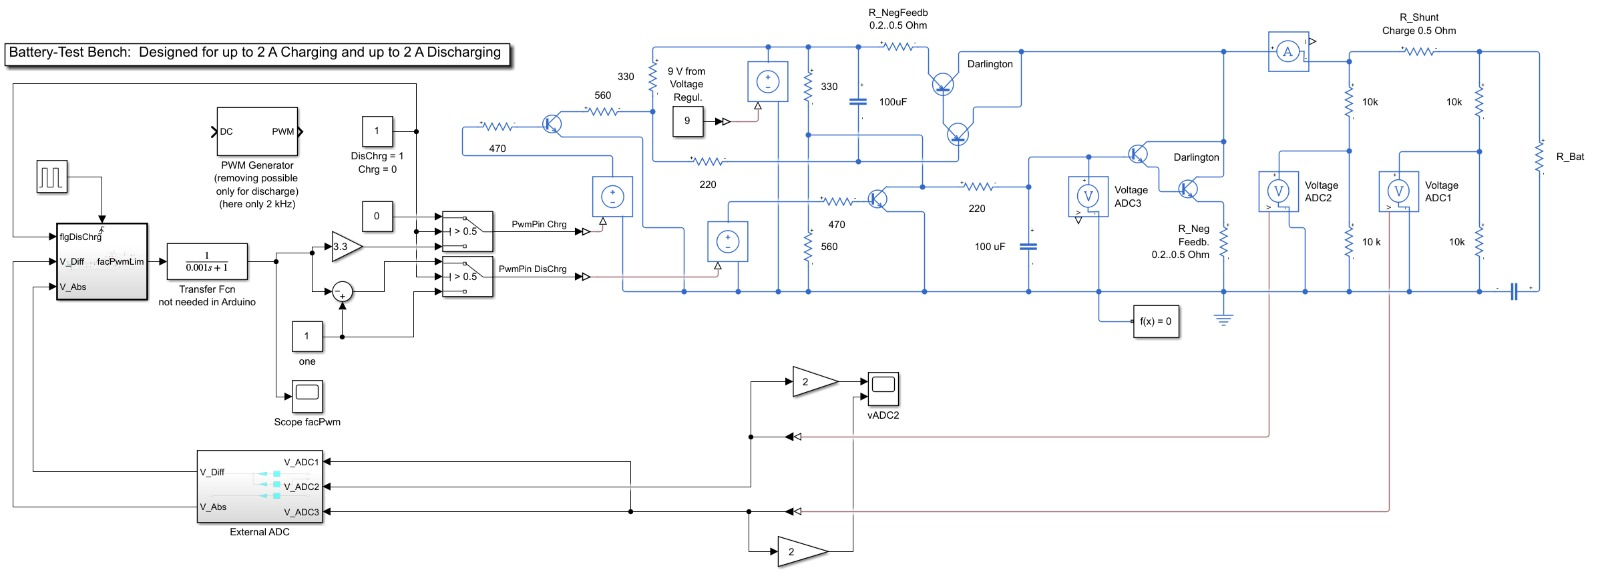 Battery-Test Bench: Designed for up to 2 A Charging and up to 2 A Discharging
R_NegFeedb
0.2..0.5 Ohm
R_Shunt
Charge 0.5 Ohm
Darlington
A
I
330
9 V from
Voltage
Regul.
9
330
100uF
560
470
220
10k
10k
DC
PWM
PWM Generator
(removing possible
only for discharge)
(here only 2 kHz)
1
DisChrg = 1
Chrg = 0
0
3.3
> 0.5
PwmPin Chrg
> 0.5
PwmPin DisChrg
flgDisChrg
V_Diff
V_Abs
facPwmLim
1
0.001s + 1
Transfer Fcn
not needed in Arduino
1
one
Scope facPwm
470
560
220
100 uF
V
Voltage
ADC3
Darlington
R_Neg
Feedb.
0.2..0.5 Ohm
V
Voltage
ADC2
10 k
V
Voltage
ADC1
10k
R_Bat
f(x) = 0
2
vADC2
2
V_Diff
V_Abs
V_ADC1
V_ADC2
V_ADC3
External ADC